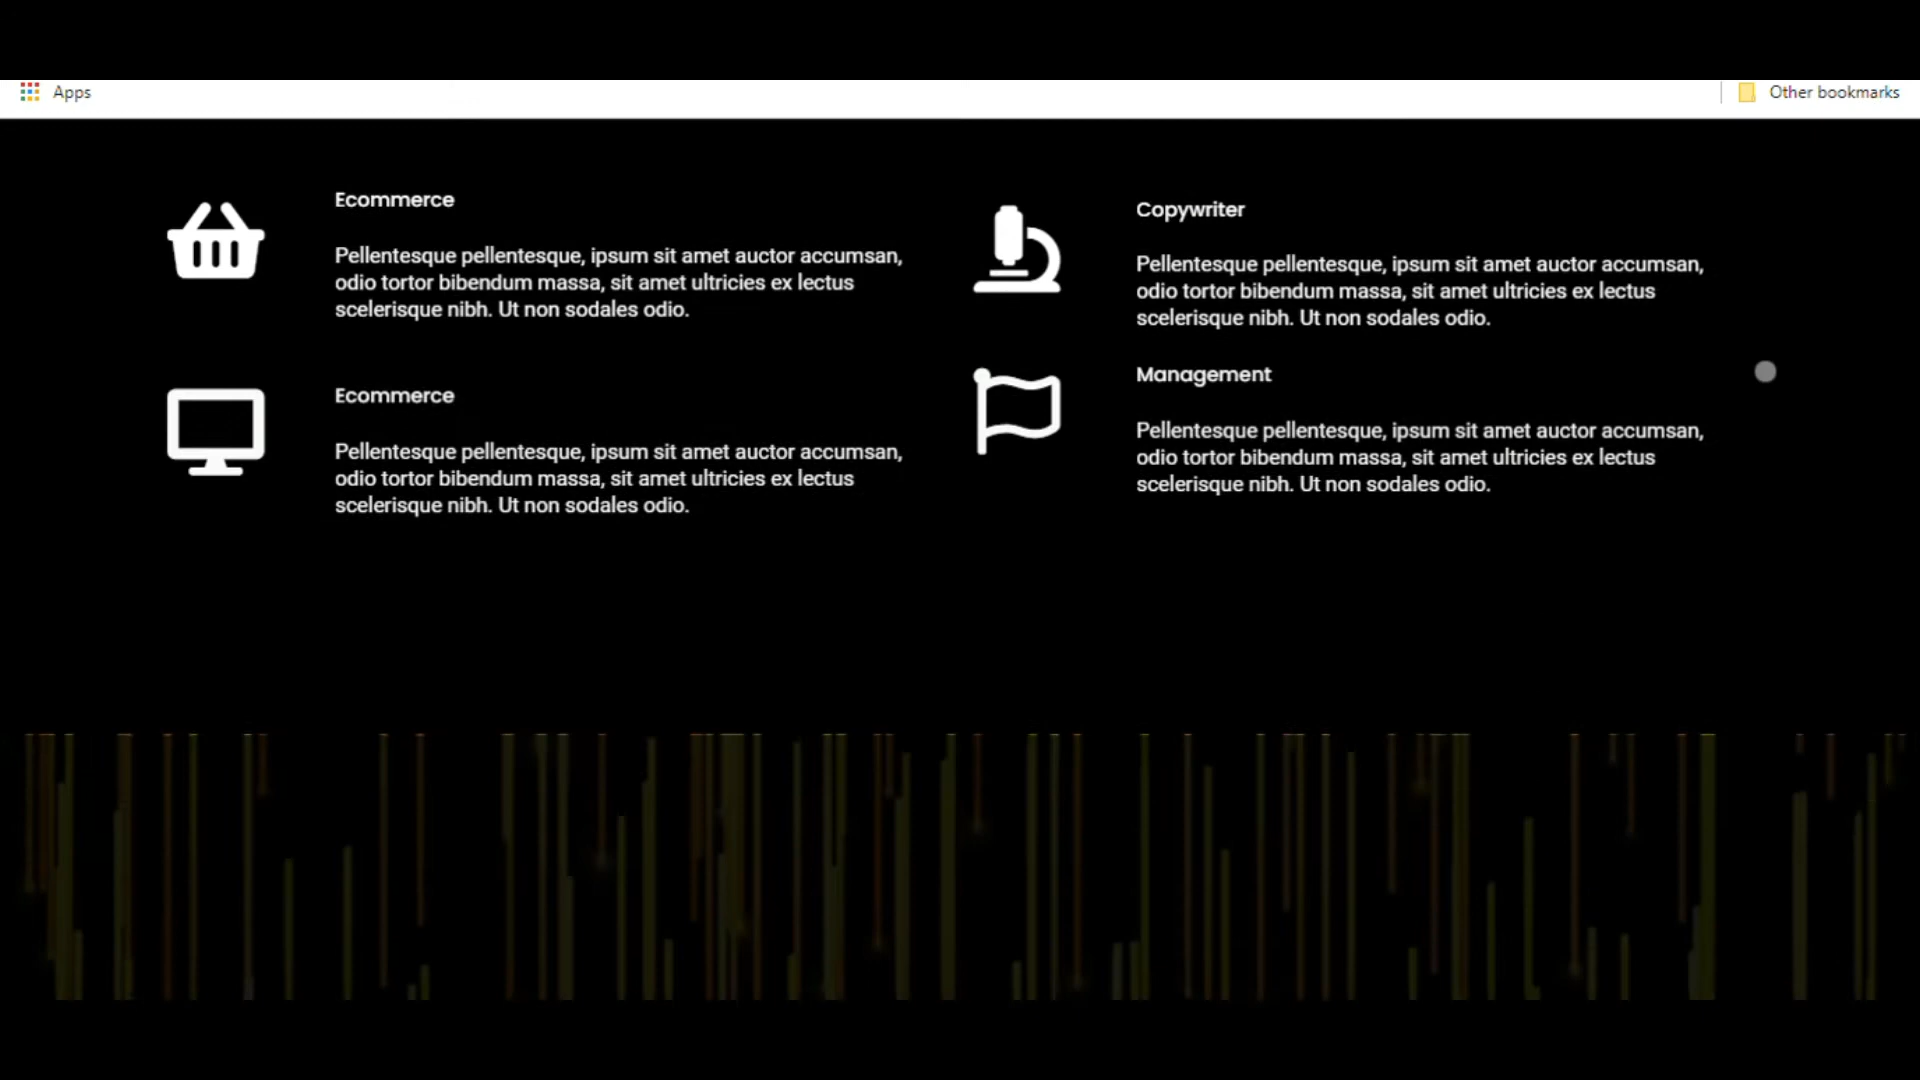 Apps
Other bookmarks
Ecommerce
Pellentesque pellentesque, ipsum sit amet auctor accumsan,
odio tortor bibendum massa, sit amet ultricies ex lectus
scelerisque nibh. Ut non sodales odio.
Ecommerce
Pellentesque pellentesque, ipsum sit amet auctor accumsan,
odio tortor bibendum massa, sit amet ultricies ex lectus
scelerisque nibh. Ut non sodales odio.
Copywriter
Pellentesque pellentesque, ipsum sit amet auctor accumsan,
odio tortor bibendum massa, sit amet ultricies ex lectus
scelerisque nibh. Ut non sodales odio.
Management
Pellentesque pellentesque, ipsum sit amet auctor accumsan,
odio tortor bibendum massa, sit amet ultricies ex lectus
scelerisque nibh. Ut non sodales odio.